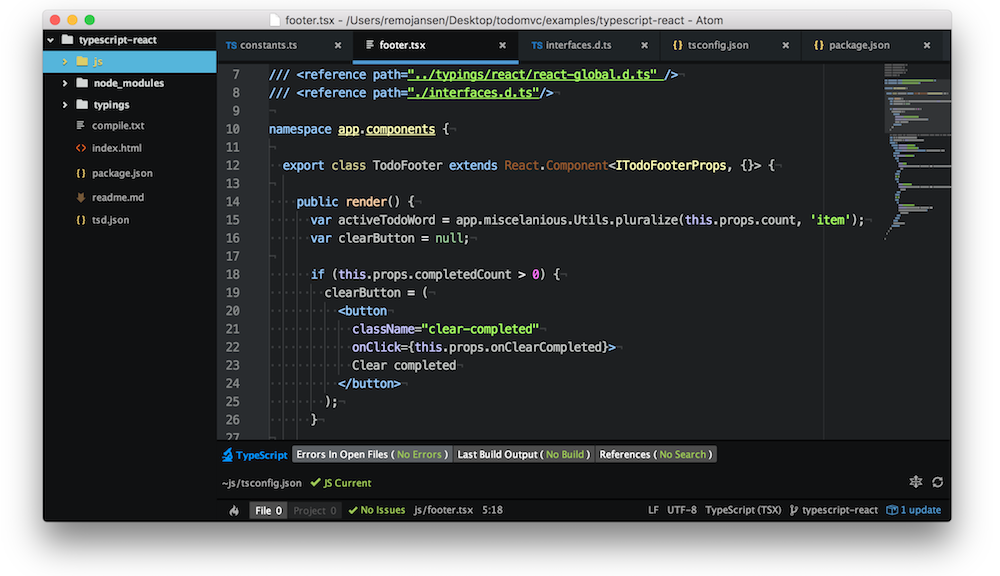 footer.tsx - /Users/remojansen/Desktop/todomvc/examples/typescript-react - Atom
typescript-react
js
node_modules
typings
compile.txt
index.html
package.json
readme.md
tsd.json
TS constants.ts
footer.tsx
TS interfaces.d.ts
{} tsconfig.json
{} package.json
7 /// <reference path="../typings/react/react-global.d.ts" />
8 /// <reference path="./interfaces.d.ts"/>
9
10 namespace app.components {
11
12 export class TodoFooter extends React.Component<ITodoFooterProps, {}> {
13
14 public render() {
15 var activeTodoWord = app.miscelanious.Utils.pluralize(this.props.count, 'item');
16 var clearButton = null;
17
18 if (this.props.completedCount > 0) {
19 clearButton = (
20 <button
21 className="clear-completed"
22 onClick={this.props.onClearCompleted}>
23 Clear completed
24 </button>
25 );
26 }
27
TypeScript Errors In Open Files ( No Errors ) Last Build Output ( No Build ) References ( No Search )
~js/tsconfig.json JS Current
File 0 Project 0 No Issues js/footer.tsx 5:18 LF UTF-8 TypeScript (TSX) typescript-react 1 update